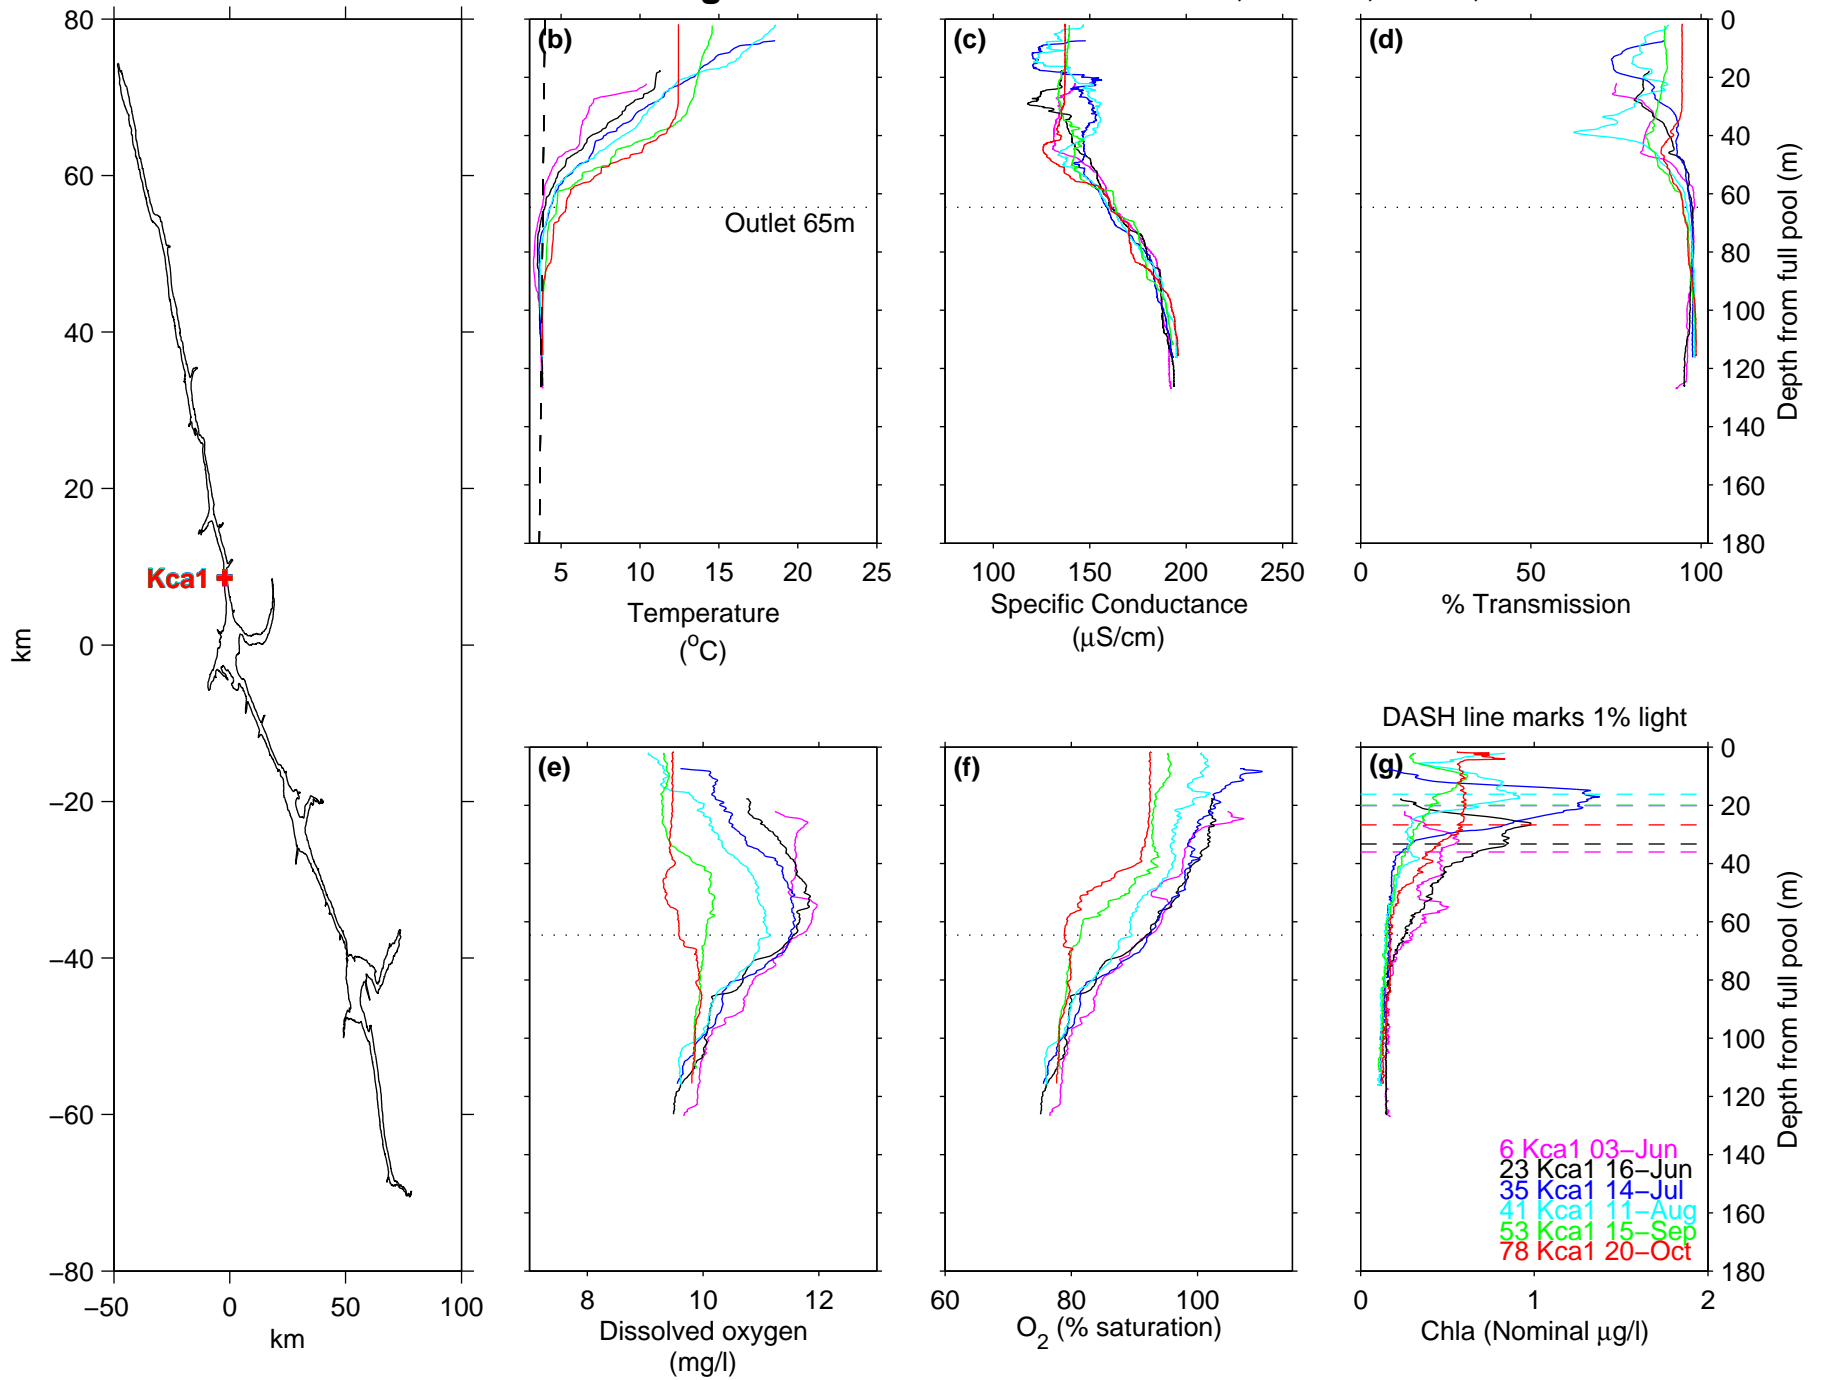 (b)
(c)
(d)
80
60
40
20
0
−20
−40
−60
−80
km
−50
0
50
100
km
Kca1
Outlet 65m
5
10
15
20
25
Temperature
(oC)
100
150
200
250
Specific Conductance
(μS/cm)
0
50
100
% Transmission
0
20
40
60
80
100
120
140
160
180
Depth from full pool (m)
DASH line marks 1% light
(e)
(f)
(g)
8
10
12
Dissolved oxygen
(mg/l)
60
80
100
O2 (% saturation)
6 Kca1 03−Jun
23 Kca1 16−Jun
35 Kca1 14−Jul
41 Kca1 11−Aug
53 Kca1 15−Sep
78 Kca1 20−Oct
0
1
2
Chla (Nominal μg/l)
0
20
40
60
80
100
120
140
160
180
Depth from full pool (m)